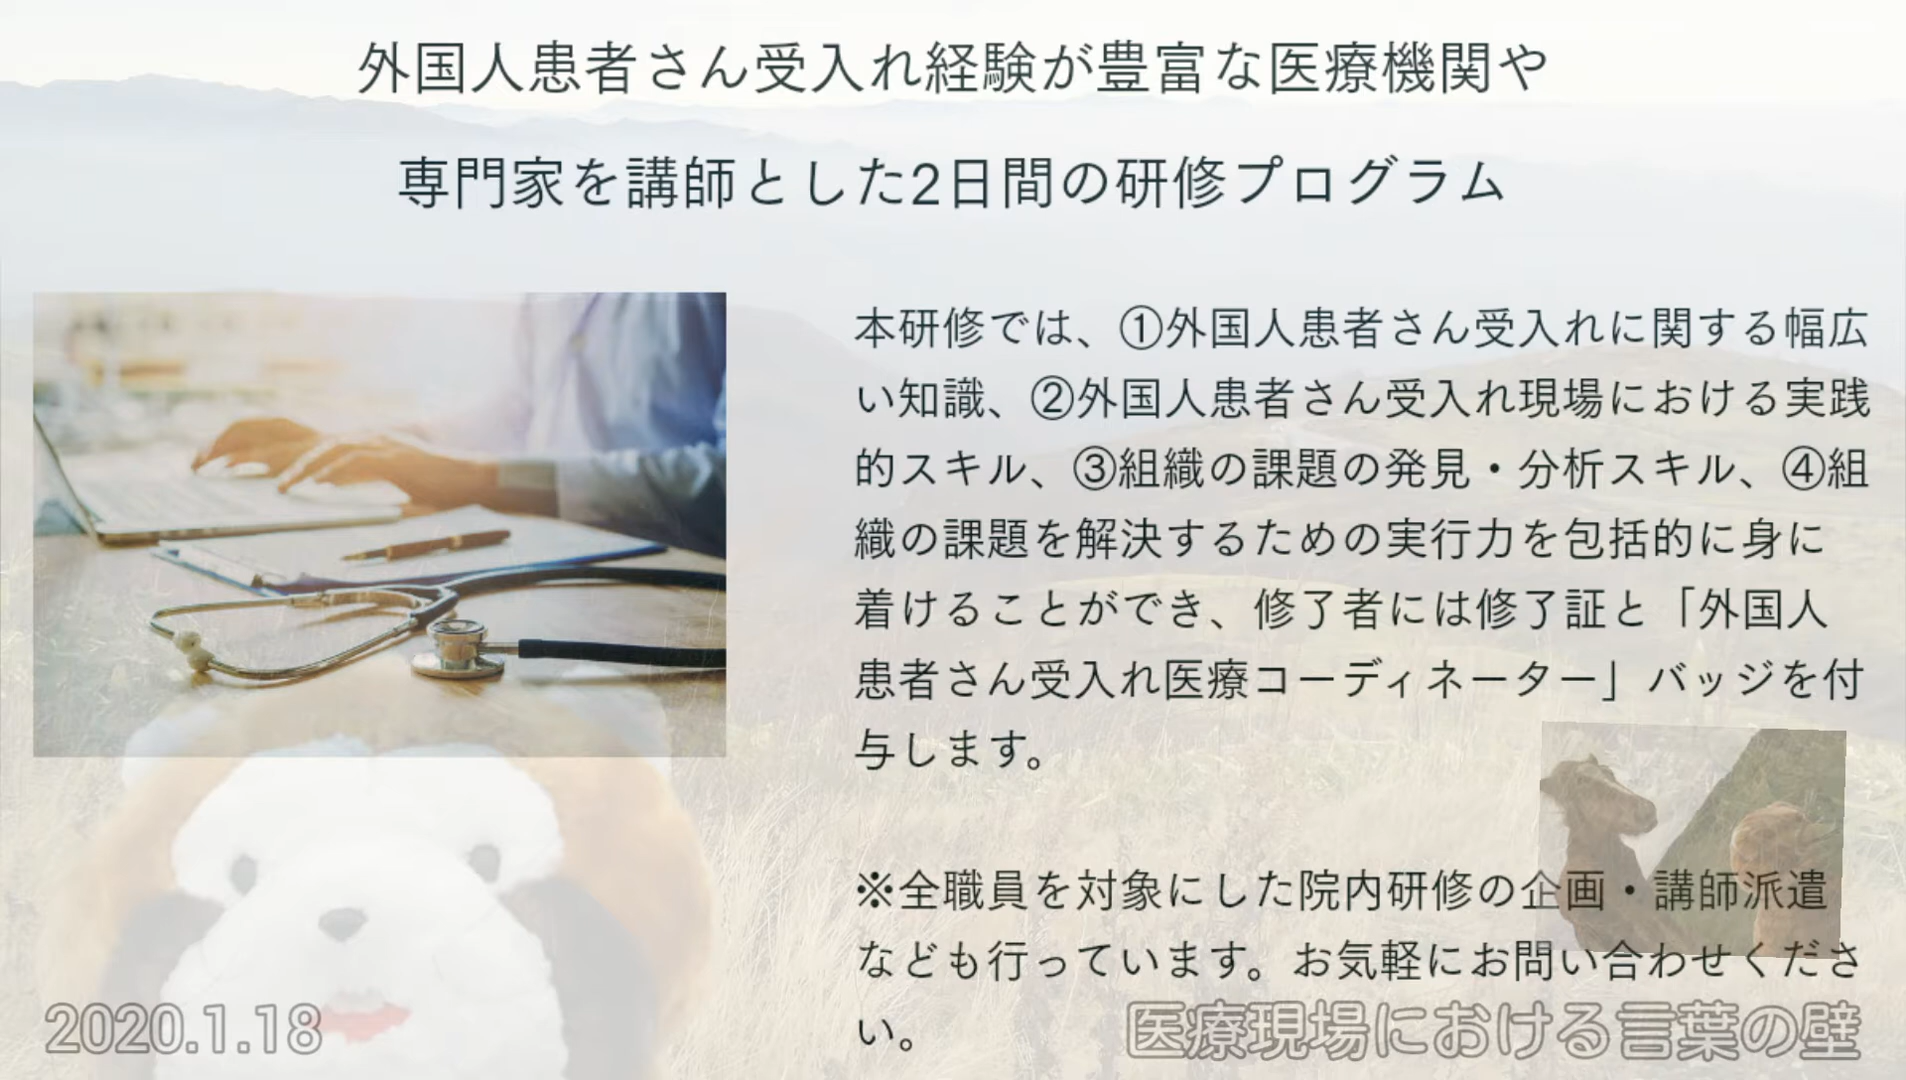 外国人患者さん受入れ経験が豊富な医療機関や
専門家を講師とした2日間の研修プログラム
本研修では、①外国人患者さん受入れに関する幅広
い知識、②外国人患者さん受入れ現場における実践
的スキル、③組織の課題の発見・分析スキル、④組
織の課題を解決するための実行力を包括的に身に
着けることができ、修了者には修了証と「外国人
患者さん受入れ医療コーディネーター」バッジを付
与します。
※全職員を対象にした院内研修の企画・講師派遣
なども行っています。お気軽にお問い合わせくださ
い。
2020.1.18
医療現場における言葉の壁